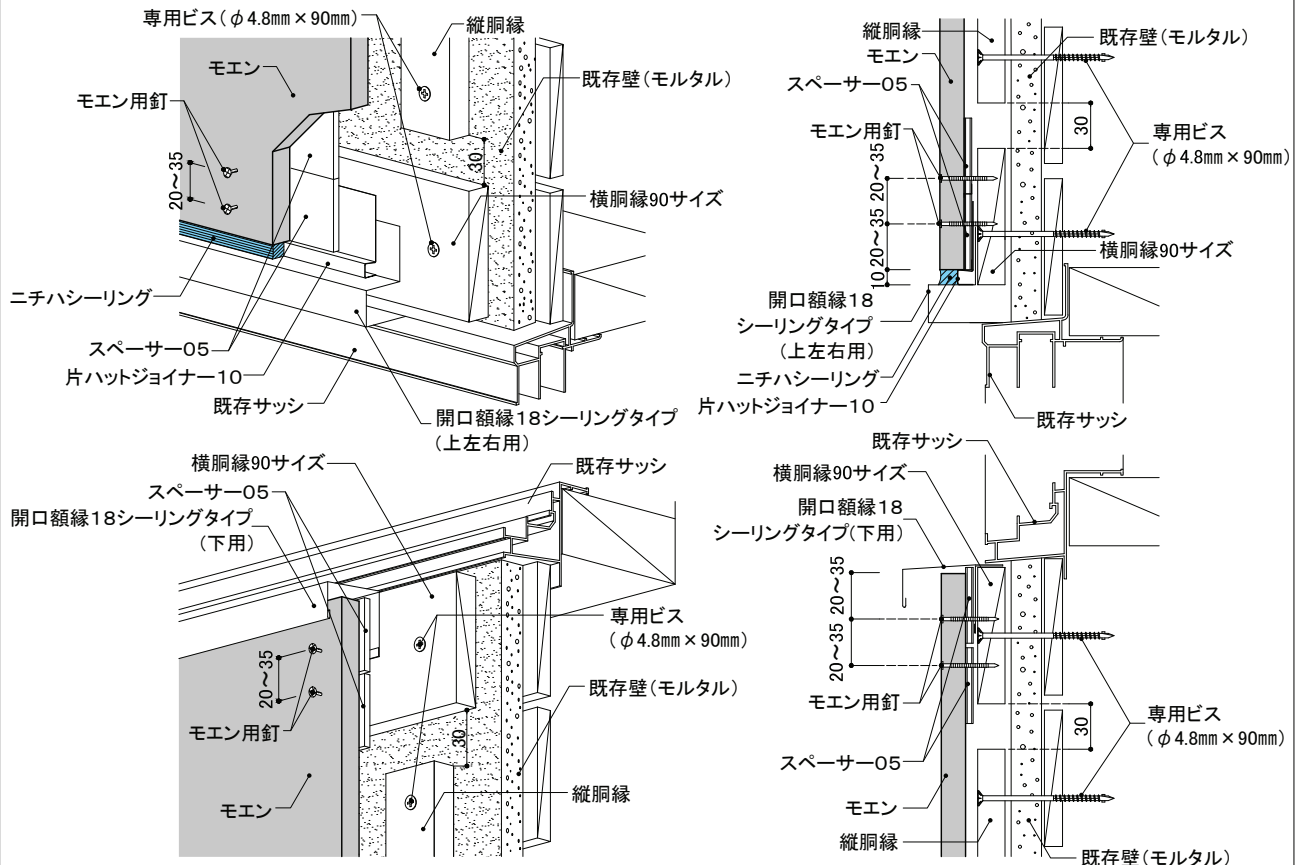 専用ビス(φ4.8mm×90mm)
縦胴縁
モエン
既存壁(モルタル)
モエン用釘
20～35
30
横胴縁90サイズ
ニチハシーリング
スペーサー05
片ハットジョイナー10
既存サッシ
開口額縁18シーリングタイプ
(上左右用)
縦胴縁
既存壁(モルタル)
モエン
スペーサー05
モエン用釘
30
専用ビス
(φ4.8mm×90mm)
20～35
20～35
10
横胴縁90サイズ
開口額縁18
シーリングタイプ
(上左右用)
ニチハシーリング
片ハットジョイナー10
既存サッシ
横胴縁90サイズ
既存サッシ
スペーサー05
開口額縁18シーリングタイプ
(下用)
専用ビス
(φ4.8mm×90mm)
20～35
既存壁(モルタル)
モエン用釘
30
モエン
縦胴縁
既存サッシ
横胴縁90サイズ
開口額縁18
シーリングタイプ(下用)
20～35
20～35
モエン用釘
30
専用ビス
(φ4.8mm×90mm)
スペーサー05
モエン
縦胴縁
既存壁(モルタル)